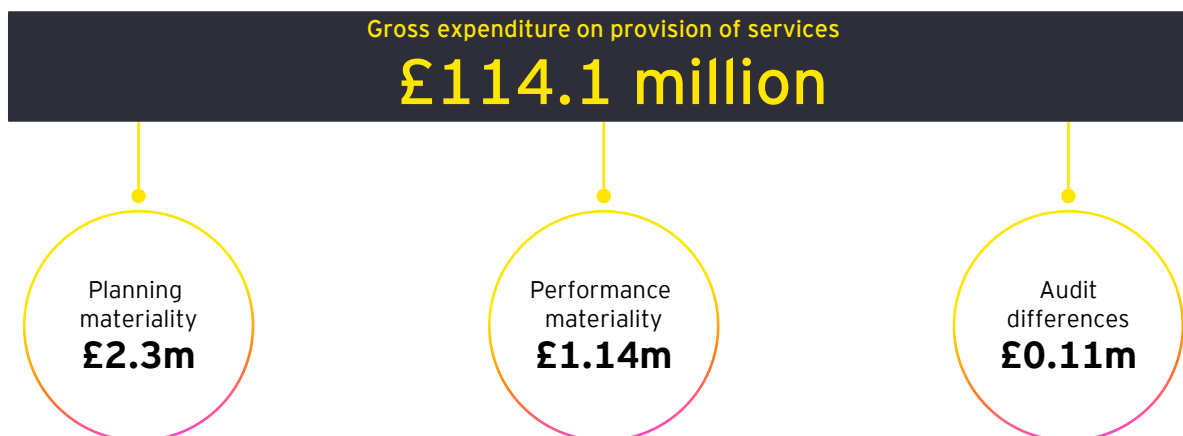 Gross expenditure on provision of services
£114.1 million
Planning
materiality
£2.3m
Performance
materiality
£1.14m
Audit
differences
£0.11m